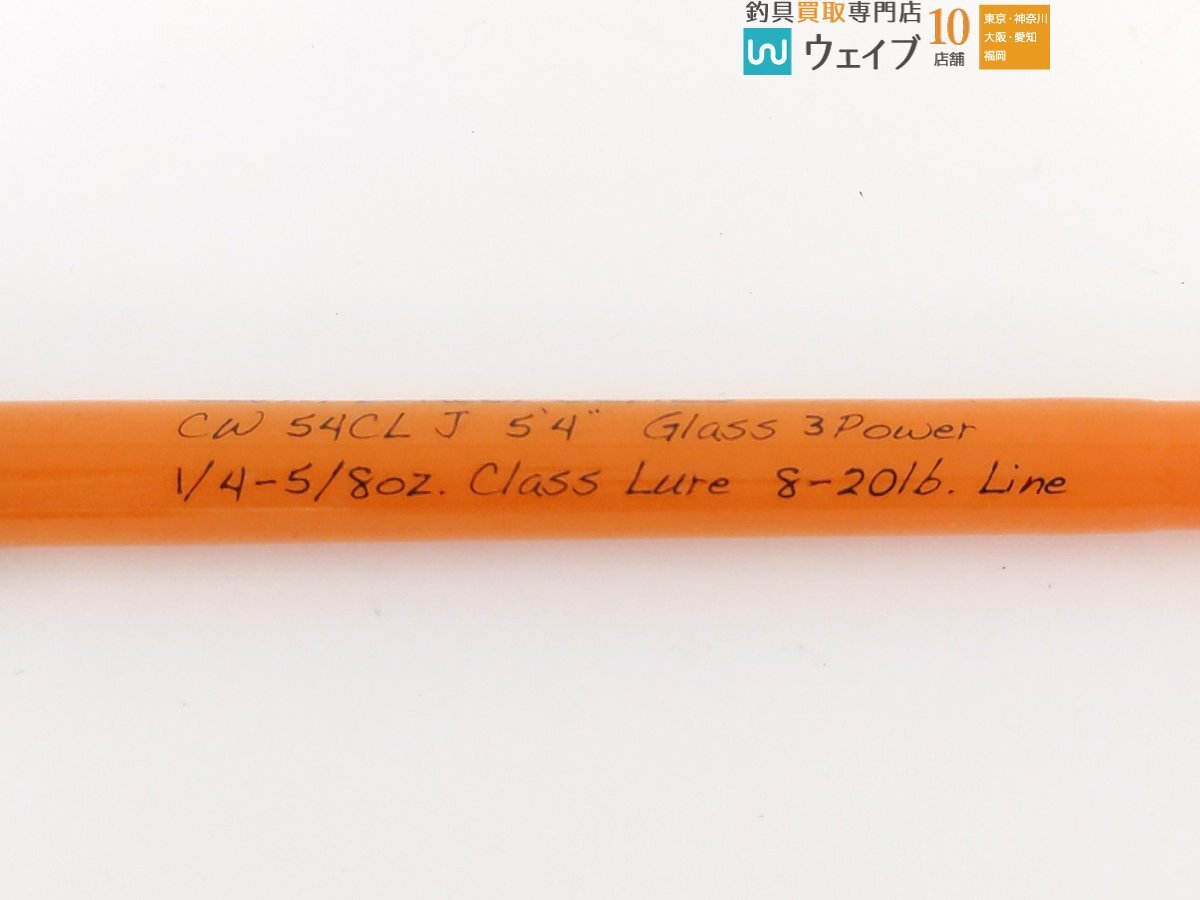 釣具買取専門店
ウェイブ
10
店舗
東京・神奈川
大阪・愛知
福岡
CW 54CL J 5'4" Glass 3Power
1/4-5/8oz. Class Lure 8-20lb. Line